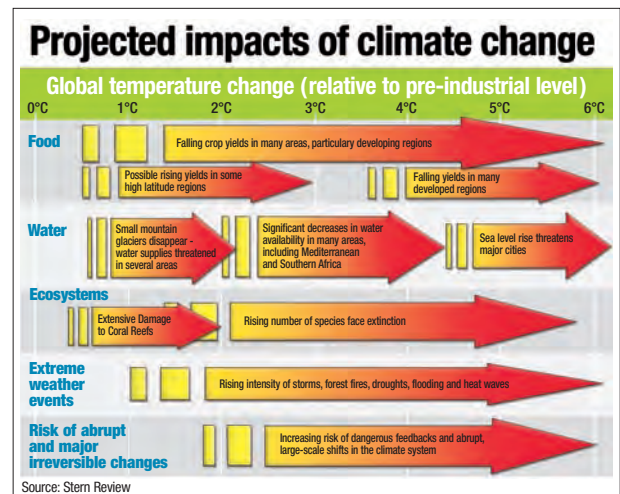 Projected impacts of climate change
Global temperature change (relative to pre-industrial level)
0°C 1°C 2°C 3°C 4°C 5°C 6°C
Food
Falling crop yields in many areas, particulary developing regions
Possible rising yields in some
high latitude regions
Falling yields in many
developed regions
Water
Small mountain
glaciers disappear -
water supplies threatened
in several areas
Significant decreases in water
availability in many areas,
including Mediterranean
and Southern Africa
Sea level rise threatens
major cities
Ecosystems
Extensive Damage
to Coral Reefs
Rising number of species face extinction
Extreme
weather
events
Rising intensity of storms, forest fires, droughts, flooding and heat waves
Risk of abrupt
and major
irreversible changes
Increasing risk of dangerous feedbacks and abrupt,
large-scale shifts in the climate system
Source: Stern Review